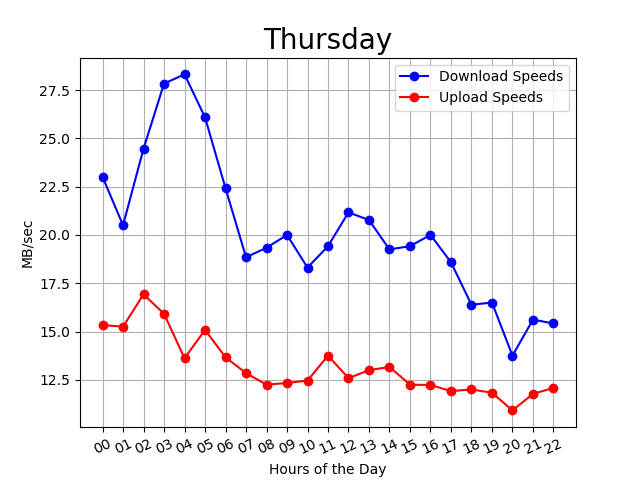 Thursday
Download Speeds
Upload Speeds
MB/sec
27.5
25.0
22.5
20.0
17.5
15.0
12.5
00 01 02 03 04 05 06 07 08 09 10 11 12 13 14 15 16 17 18 19 20 21 22
Hours of the Day